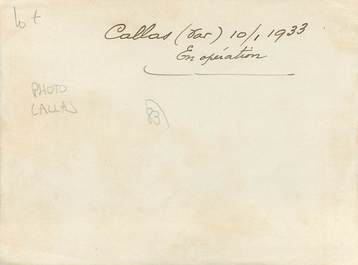 lot
Callas (Var) 10/1 1933
En opération
PHOTO
CALLAS
83